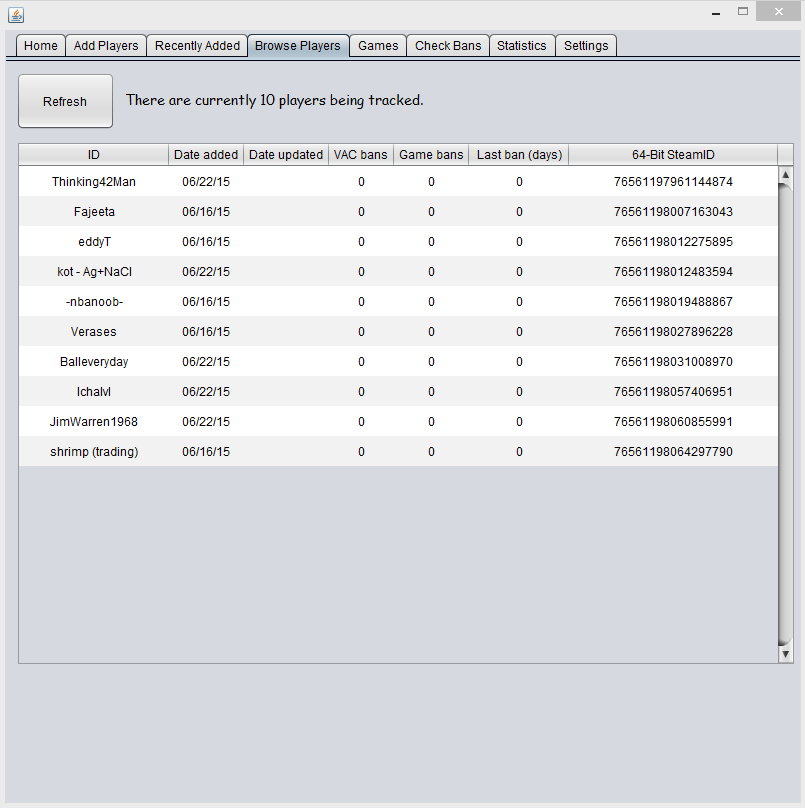 Home Add Players Recently Added Browse Players Games Check Bans Statistics Settings
Refresh There are currently 10 players being tracked.
ID Date added Date updated VAC bans Game bans Last ban (days) 64-Bit SteamID
Thinking42Man 06/22/15 0 0 0 76561197961144874
Fajeeta 06/16/15 0 0 0 76561198007163043
eddyT 06/16/15 0 0 0 76561198012275895
kot - Ag+NaCl 06/22/15 0 0 0 76561198012483594
-nbanoob- 06/16/15 0 0 0 76561198019488867
Verases 06/16/15 0 0 0 76561198027896228
Balleveryday 06/22/15 0 0 0 76561198031008970
lchalvl 06/22/15 0 0 0 76561198057406951
JimWarren1968 06/22/15 0 0 0 76561198060855991
shrimp (trading) 06/16/15 0 0 0 76561198064297790